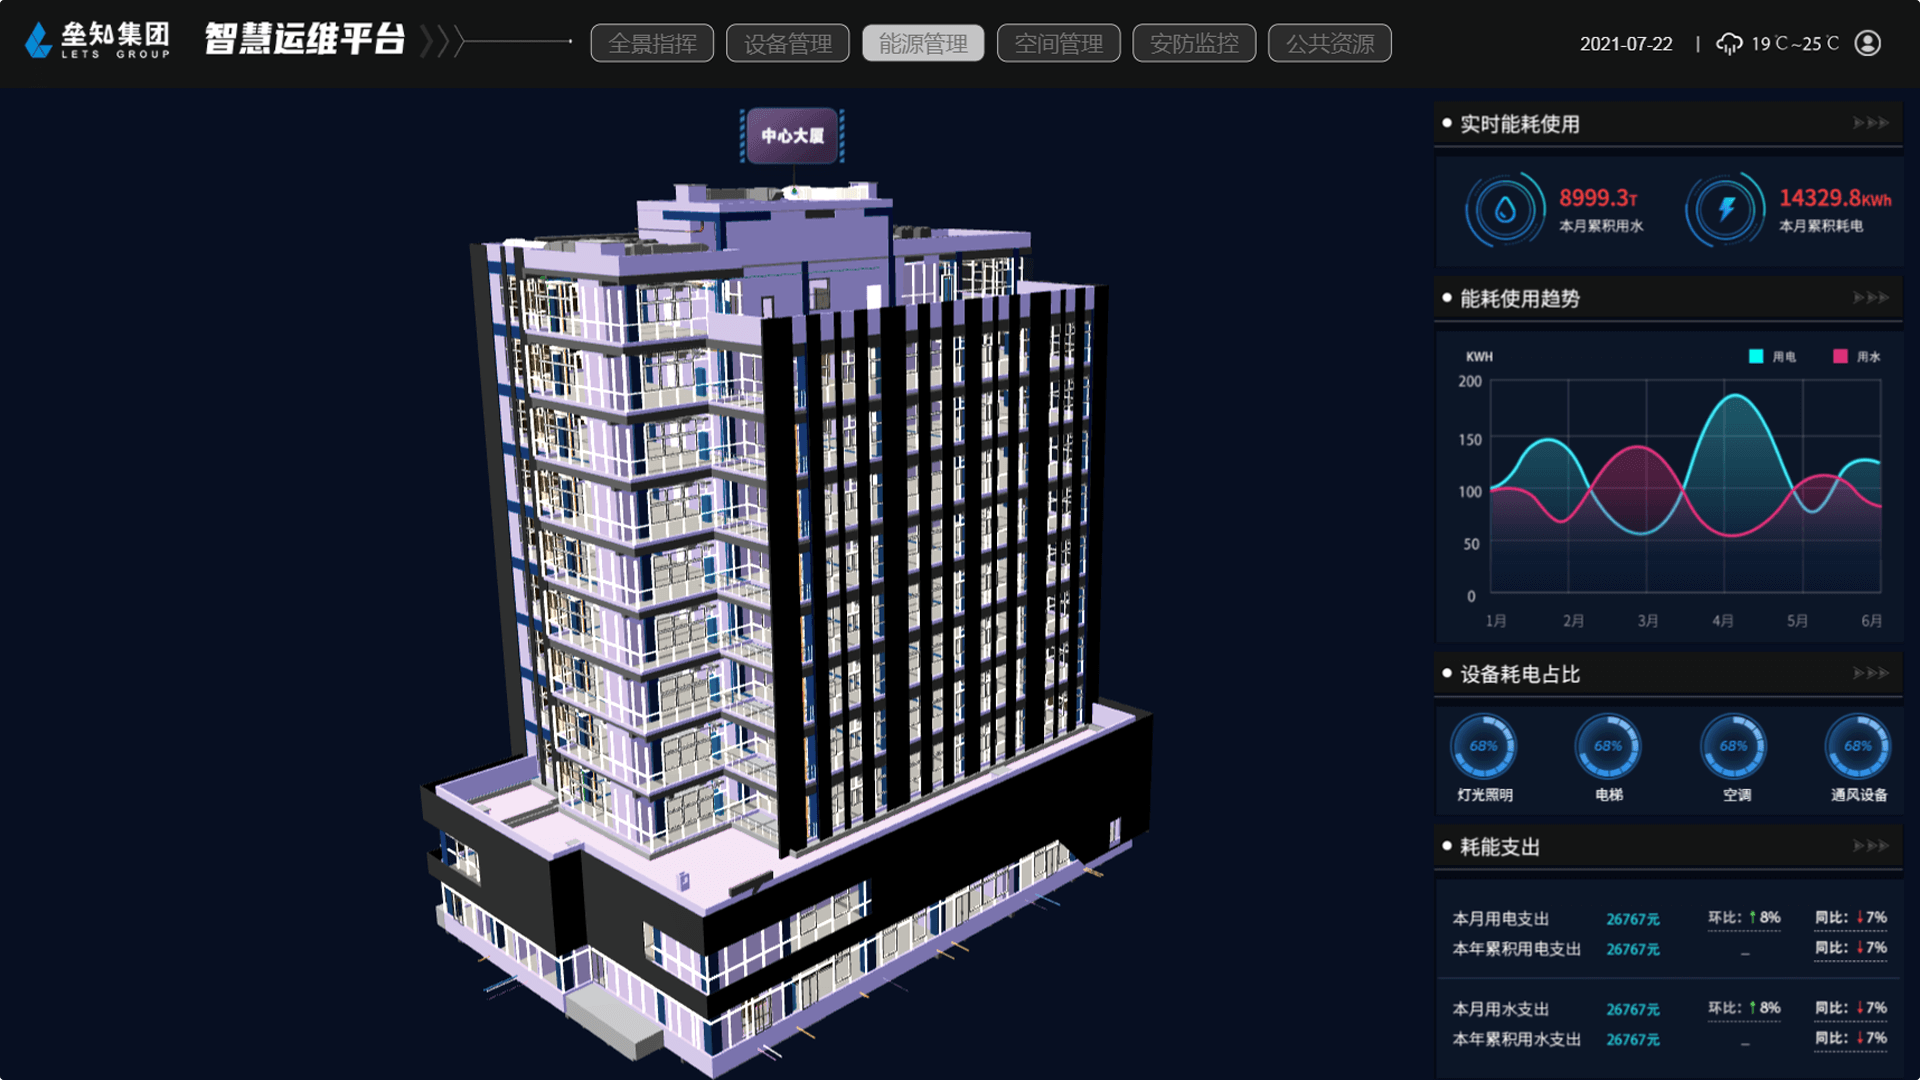 垒知集团
LETS GROUP
智慧运维平台
全景指挥
设备管理
能源管理
空间管理
安防监控
公共资源
2021-07-22 | 19℃~25℃
中心大厦
实时能耗使用
8999.3T
本月累积用水
14329.8KWh
本月累积耗电
能耗使用趋势
KWH
用电 用水
200
150
100
50
0
1月 2月 3月 4月 5月 6月
设备耗电占比
68% 68% 68% 68%
灯光照明 电梯 空调 通风设备
耗能支出
本月用电支出 26767元 环比: ↑8% 同比: ↓7%
本年累积用电支出 26767元 _ 同比: ↓7%
本月用水支出 26767元 环比: ↑8% 同比: ↓7%
本年累积用水支出 26767元 _ 同比: ↓7%